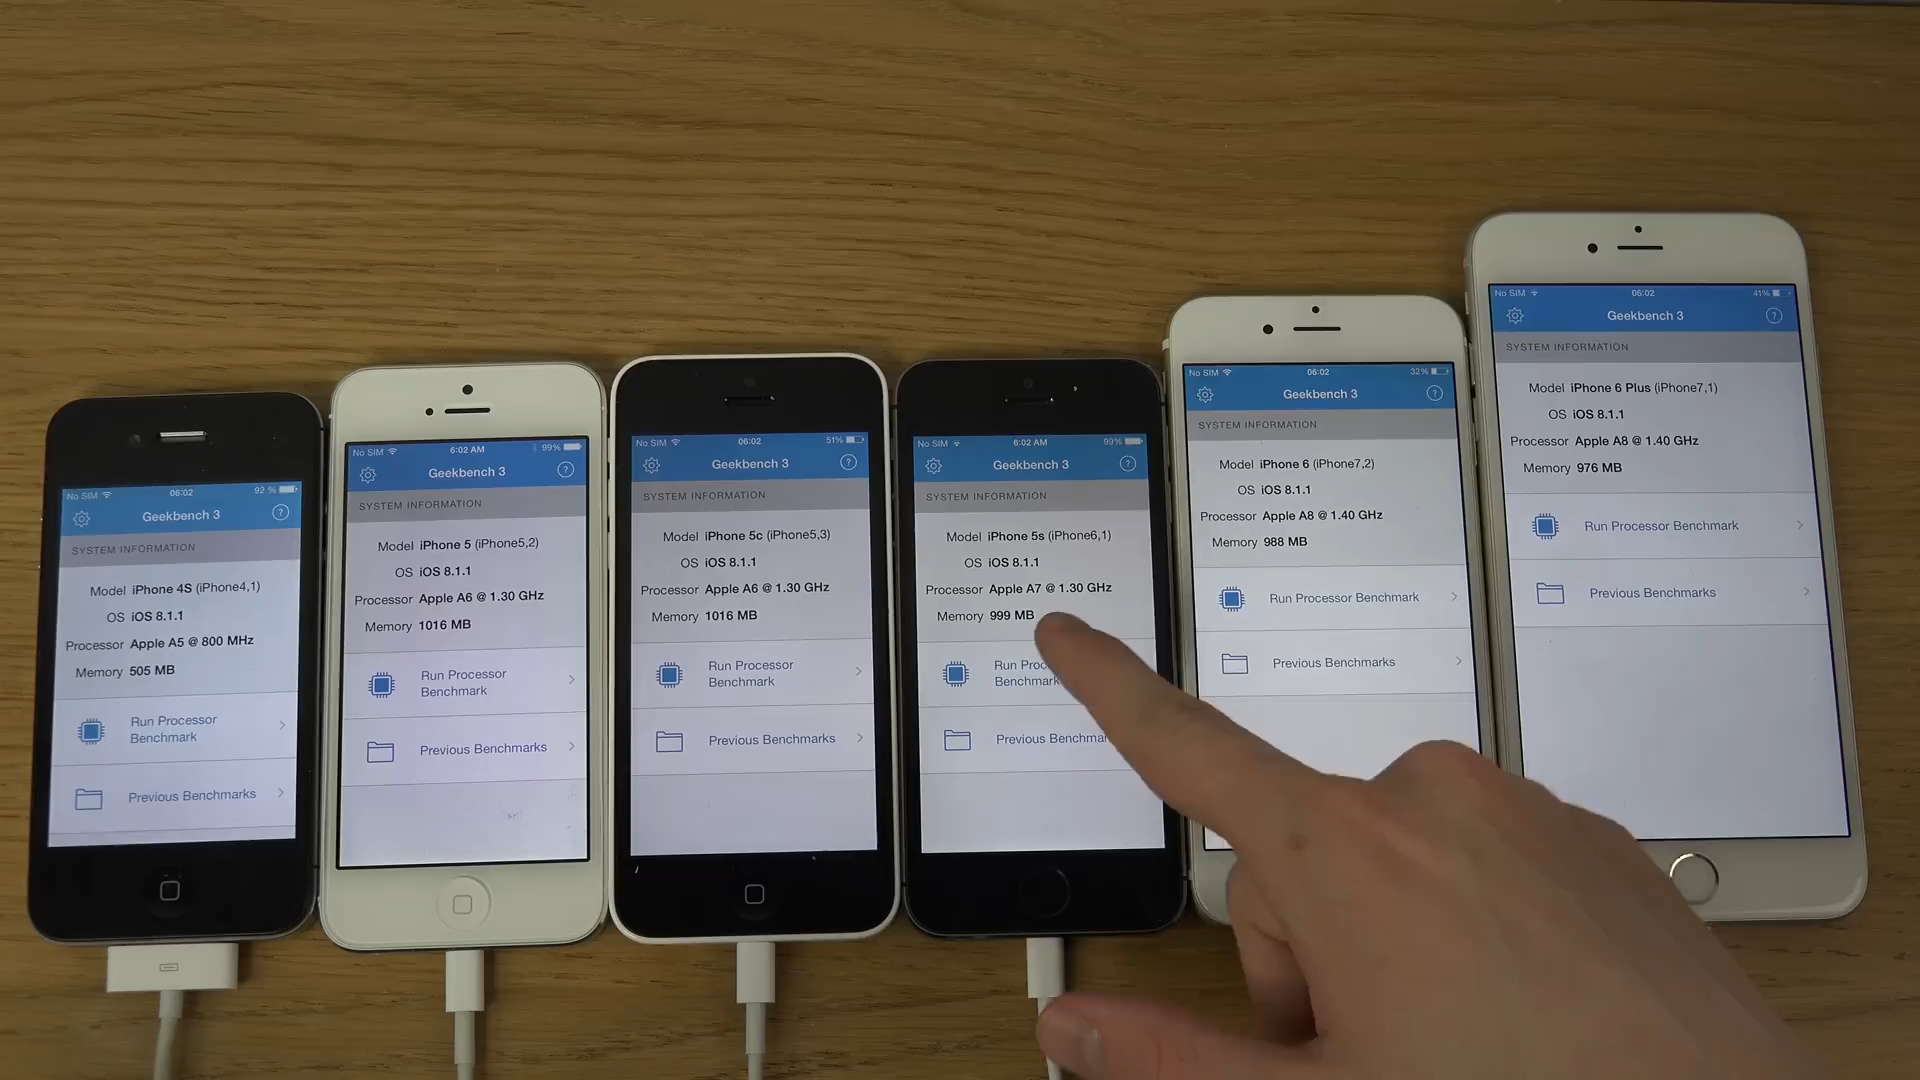 No SIM 06:02 92 %
Geekbench 3 ?
SYSTEM INFORMATION
Model iPhone 4S (iPhone4,1)
OS iOS 8.1.1
Processor Apple A5 @ 800 MHz
Memory 505 MB
Run Processor
Benchmark
Previous Benchmarks
No SIM 6:02 AM 99%
Geekbench 3 ?
SYSTEM INFORMATION
Model iPhone 5 (iPhone5,2)
OS iOS 8.1.1
Processor Apple A6 @ 1.30 GHz
Memory 1016 MB
Run Processor
Benchmark
Previous Benchmarks
No SIM 06:02 51%
Geekbench 3 ?
SYSTEM INFORMATION
Model iPhone 5c (iPhone5,3)
OS iOS 8.1.1
Processor Apple A6 @ 1.30 GHz
Memory 1016 MB
Run Processor
Benchmark
Previous Benchmarks
No SIM 6:02 AM 99%
Geekbench 3 ?
SYSTEM INFORMATION
Model iPhone 5s (iPhone6,1)
OS iOS 8.1.1
Processor Apple A7 @ 1.30 GHz
Memory 999 MB
Run Proc
Benchmark
Previous Benchmar
No SIM 06:02 32%
Geekbench 3 ?
SYSTEM INFORMATION
Model iPhone 6 (iPhone7,2)
OS iOS 8.1.1
Processor Apple A8 @ 1.40 GHz
Memory 988 MB
Run Processor Benchmark
Previous Benchmarks
No SIM 06:02 41%
Geekbench 3 ?
SYSTEM INFORMATION
Model iPhone 6 Plus (iPhone7,1)
OS iOS 8.1.1
Processor Apple A8 @ 1.40 GHz
Memory 976 MB
Run Processor Benchmark
Previous Benchmarks